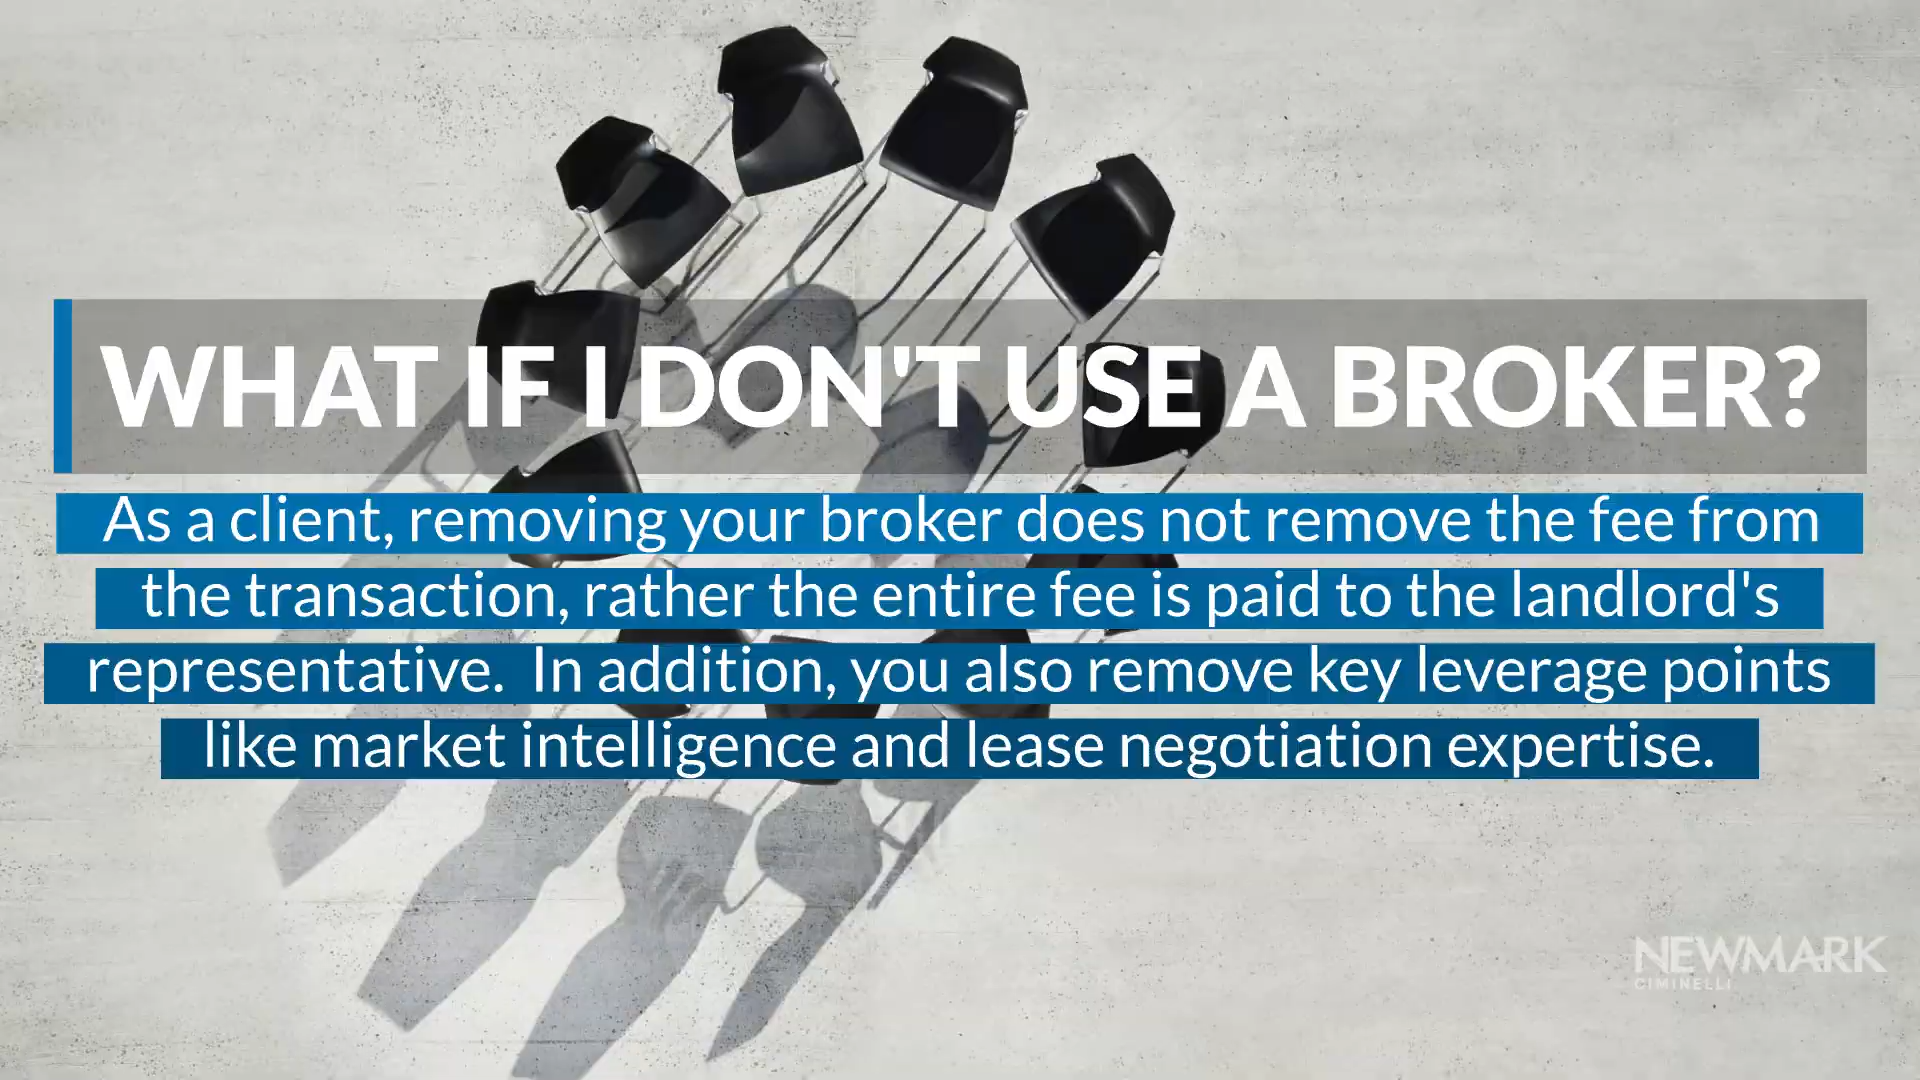 WHAT IF I DON'T USE A BROKER?
As a client, removing your broker does not remove the fee from
the transaction, rather the entire fee is paid to the landlord's
representative.  In addition, you also remove key leverage points
like market intelligence and lease negotiation expertise.
NEWMARK
CIMINELLI